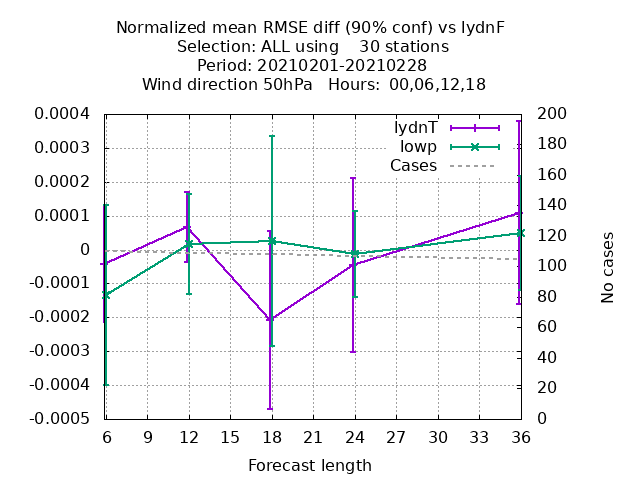 Normalized mean RMSE diff (90% conf) vs lydnF
Selection: ALL using    30 stations
Period: 20210201-20210228
Wind direction 50hPa   Hours:  00,06,12,18
0.0004
0.0003
0.0002
0.0001
0
-0.0001
-0.0002
-0.0003
-0.0004
-0.0005
lydnT
lowp
Cases
200
180
160
140
120
100
80
60
40
20
0
No cases
6 9 12 15 18 21 24 27 30 33 36
Forecast length